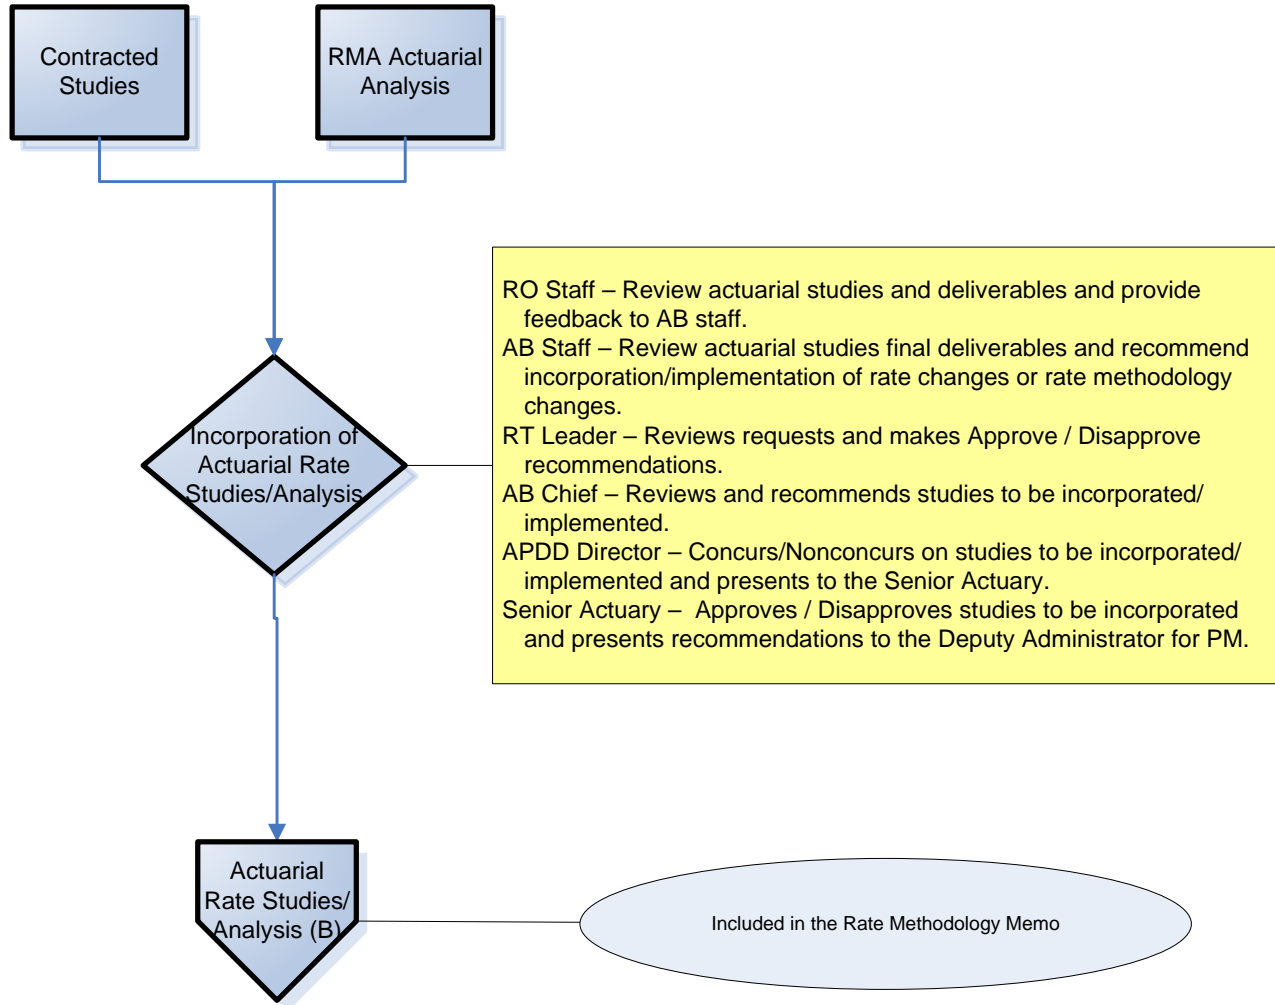 Contracted
Studies
RMA Actuarial
Analysis
RO Staff – Review actuarial studies and deliverables and provide
feedback to AB staff.
AB Staff – Review actuarial studies final deliverables and recommend
incorporation/implementation of rate changes or rate methodology
changes.
RT Leader – Reviews requests and makes Approve / Disapprove
recommendations.
AB Chief – Reviews and recommends studies to be incorporated/
implemented.
APDD Director – Concurs/Nonconcurs on studies to be incorporated/
implemented and presents to the Senior Actuary.
Senior Actuary –  Approves / Disapproves studies to be incorporated
and presents recommendations to the Deputy Administrator for PM.
Incorporation of
Actuarial Rate
Studies/Analysis
Actuarial
Rate Studies/
Analysis (B)
Included in the Rate Methodology Memo